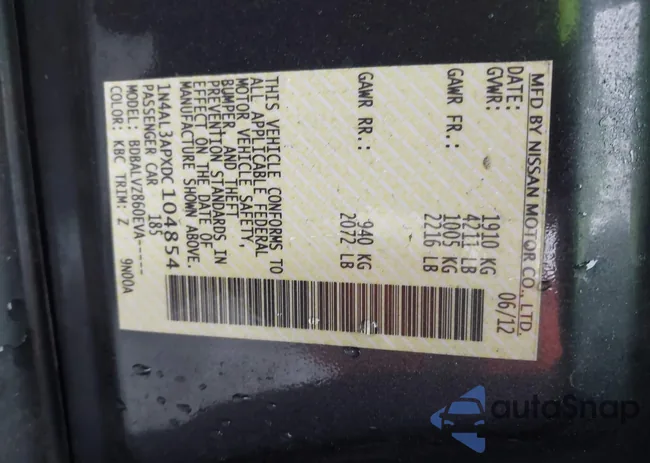 MFD BY NISSAN MOTOR CO., LTD.
DATE: 06/12
GVWR: 1910 KG
4211 LB
GAWR FR.: 1005 KG
2216 LB
GAWR RR.: 940 KG
2072 LB
THIS VEHICLE CONFORMS TO
ALL APPLICABLE FEDERAL
MOTOR VEHICLE SAFETY,
BUMPER, AND THEFT
PREVENTION STANDARDS IN
EFFECT ON THE DATE OF
MANUFACTURE SHOWN ABOVE.
1N4AL3APXDC104854
PASSENGER CAR 185
MODEL: BDBALVZ860EVA-----
COLOR: KBC TRIM: Z 9N00A
autoSnap